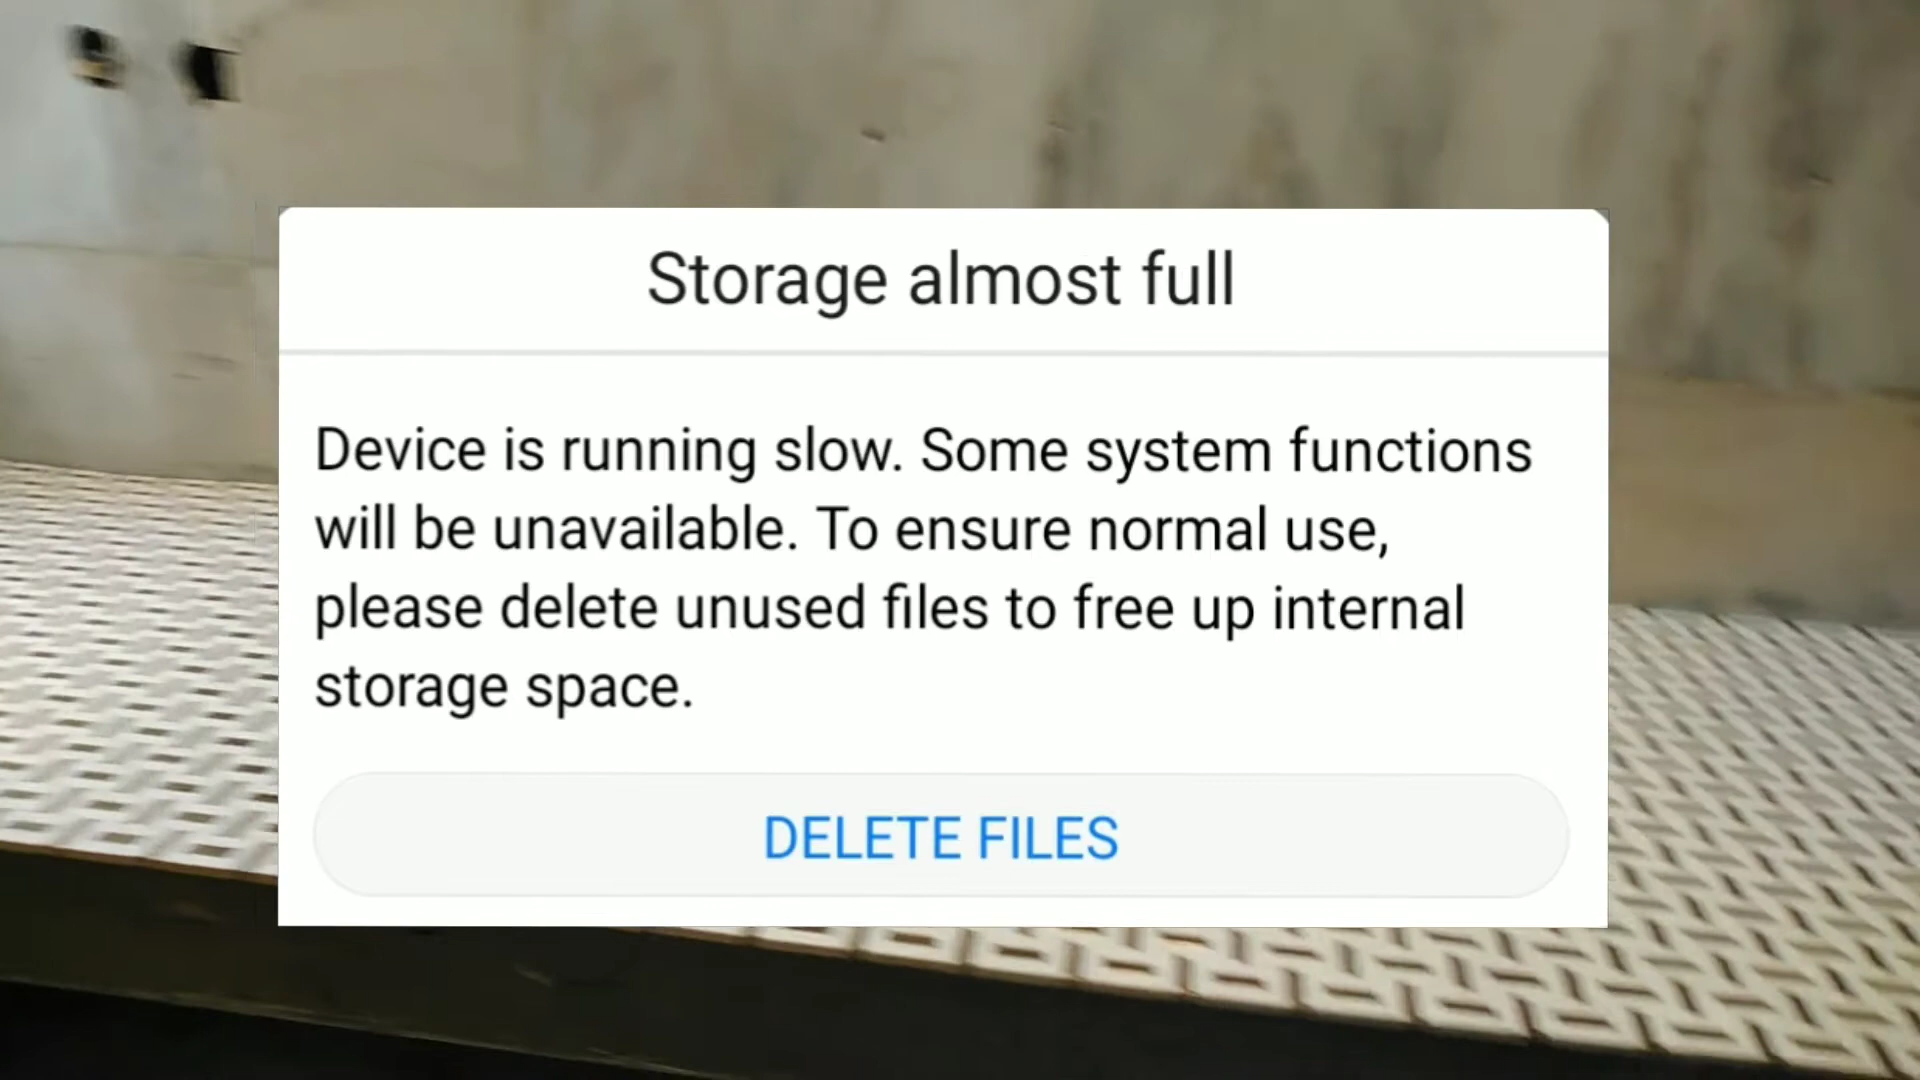 Storage almost full
Device is running slow. Some system functions
will be unavailable. To ensure normal use,
please delete unused files to free up internal
storage space.
DELETE FILES